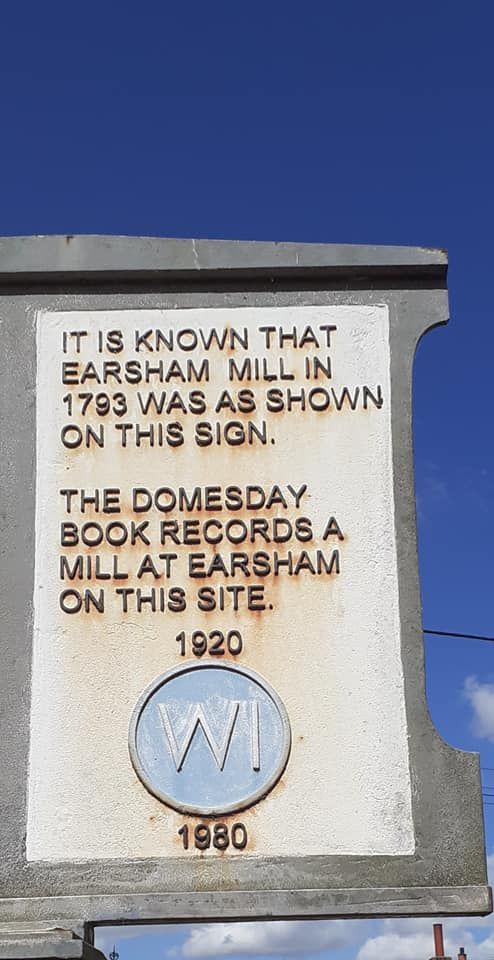 IT IS KNOWN THAT
EARSHAM MILL IN
1793 WAS AS SHOWN
ON THIS SIGN.
THE DOMESDAY
BOOK RECORDS A
MILL AT EARSHAM
ON THIS SITE.
1920
WI
1980